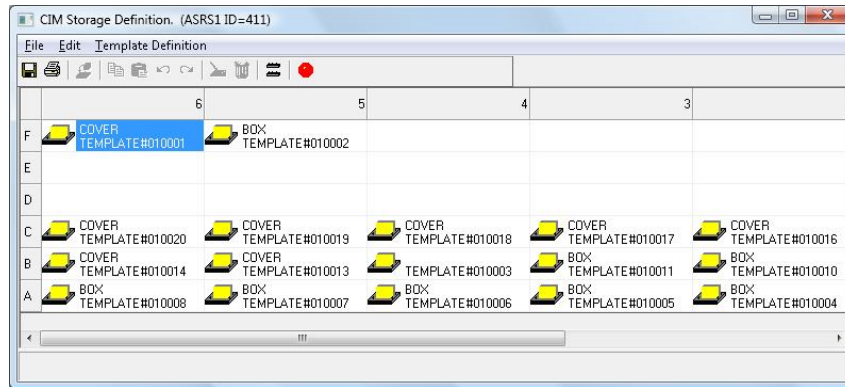 CIM Storage Definition. (ASRS1 ID=411)
File Edit Template Definition
6 5 4 3
F COVER TEMPLATE#010001 BOX TEMPLATE#010002
E
D
C COVER TEMPLATE#010020 COVER TEMPLATE#010019 COVER TEMPLATE#010018 COVER TEMPLATE#010017 COVER TEMPLATE#010016
B COVER TEMPLATE#010014 COVER TEMPLATE#010013 TEMPLATE#010003 BOX TEMPLATE#010011 BOX TEMPLATE#010010
A BOX TEMPLATE#010008 BOX TEMPLATE#010007 BOX TEMPLATE#010006 BOX TEMPLATE#010005 BOX TEMPLATE#010004